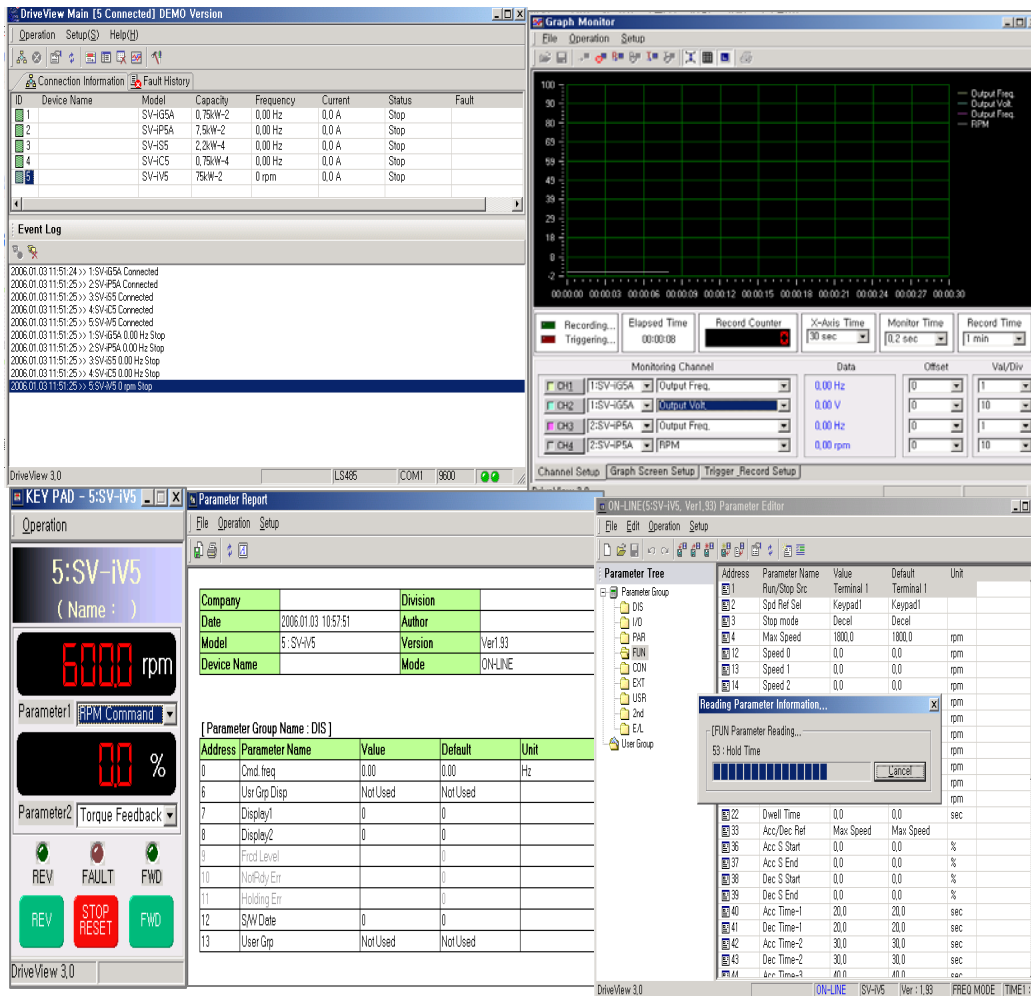 DriveView Main [5 Connected] DEMO Version
Operation Setup(S) Help(H)
Connection Information Fault History
ID Device Name Model Capacity Frequency Current Status Fault
1 SV-iG5A 0,75kW-2 0,00 Hz 0,0 A Stop
2 SV-iP5A 7,5kW-2 0,00 Hz 0,0 A Stop
3 SV-iS5 2,2kW-4 0,00 Hz 0,0 A Stop
4 SV-iC5 0,75kW-4 0,00 Hz 0,0 A Stop
5 SV-iV5 75kW-2 0 rpm 0,0 A Stop
Event Log
2006.01.03 11:51:24 >> 1:SV-iG5A Connected
2006.01.03 11:51:25 >> 2:SV-iP5A Connected
2006.01.03 11:51:25 >> 3:SV-iS5 Connected
2006.01.03 11:51:25 >> 4:SV-iC5 Connected
2006.01.03 11:51:25 >> 5:SV-iV5 Connected
2006.01.03 11:51:25 >> 1:SV-iG5A 0.00 Hz Stop
2006.01.03 11:51:25 >> 2:SV-iP5A 0.00 Hz Stop
2006.01.03 11:51:25 >> 3:SV-iS5 0.00 Hz Stop
2006.01.03 11:51:25 >> 4:SV-iC5 0.00 Hz Stop
2006.01.03 11:51:25 >> 5:SV-iV5 0 rpm Stop
DriveView 3,0 LS485 COM1 9600
Graph Monitor
File Operation Setup
100
90
80
69
59
49
39
29
18
8
-2
Output Freq.
Output Volt.
Output Freq.
RPM
00:00:00 00:00:03 00:00:06 00:00:09 00:00:12 00:00:15 00:00:18 00:00:21 00:00:24 00:00:27 00:00:30
Recording... Elapsed Time Record Counter X-Axis Time Monitor Time Record Time
Triggering... 00:00:08 0 30 sec 0,2 sec 1 min
Monitoring Channel Data Offset Val/Div
CH1 1:SV-iG5A Output Freq, 0,00 Hz 0 1
CH2 1:SV-iG5A Output Volt, 0,00 V 0 10
CH3 2:SV-iP5A Output Freq, 0,00 Hz 0 1
CH4 2:SV-iP5A RPM 0,00 rpm 0 10
Channel Setup Graph Screen Setup Trigger_Record Setup
KEY PAD - 5:SV-iV5
Operation
5:SV-iV5
(Name : )
600.0 rpm
Parameter1 RPM Command
0.0 %
Parameter2 Torque Feedback
REV FAULT FWD
REV STOP RESET FWD
DriveView 3,0
Parameter Report
File Operation Setup
Company Division
Date 2006.01.03 10:57:51 Author
Model 5 : SV-iV5 Version Ver1.93
Device Name Mode ON-LINE
[ Parameter Group Name : DIS ]
Address Parameter Name Value Default Unit
0 Cmd. freq 0.00 0.00 Hz
6 Usr Grp Disp Not Used Not Used
7 Display1 0 0
8 Display2 0 0
9 Frcd Level 0
10 NotRdy Err 0
11 Holding Err 0
12 S/W Date 0 0
13 User Grp Not Used Not Used
ON-LINE(5:SV-iV5, Ver1,93) Parameter Editor
File Edit Operation Setup
Parameter Tree
Parameter Group
DIS
I/O
PAR
FUN
CON
EXT
USR
2nd
E/L
User Group
Address Parameter Name Value Default Unit
1 Run/Stop Src Terminal 1 Terminal 1
2 Spd Ref Sel Keypad1 Keypad1
3 Stop mode Decel Decel
4 Max Speed 1800,0 1800,0 rpm
12 Speed 0 0,0 0,0 rpm
13 Speed 1 0,0 0,0 rpm
14 Speed 2 0,0 0,0 rpm
rpm
rpm
rpm
rpm
rpm
rpm
rpm
Reading Parameter Information,,,
[FUN Parameter Reading,,,
53 : Hold Time
Cancel
22 Dwell Time 0,0 0,0 sec
33 Acc/Dec Ref Max Speed Max Speed
36 Acc S Start 0,0 0,0 %
37 Acc S End 0,0 0,0 %
38 Dec S Start 0,0 0,0 %
39 Dec S End 0,0 0,0 %
40 Acc Time-1 20,0 20,0 sec
41 Dec Time-1 20,0 20,0 sec
42 Acc Time-2 30,0 30,0 sec
43 Dec Time-2 30,0 30,0 sec
44 Acc Time-3 40,0 40,0 sec
DriveView 3,0 ON-LINE SV-iV5 Ver : 1,93 FREQ MODE TIME1